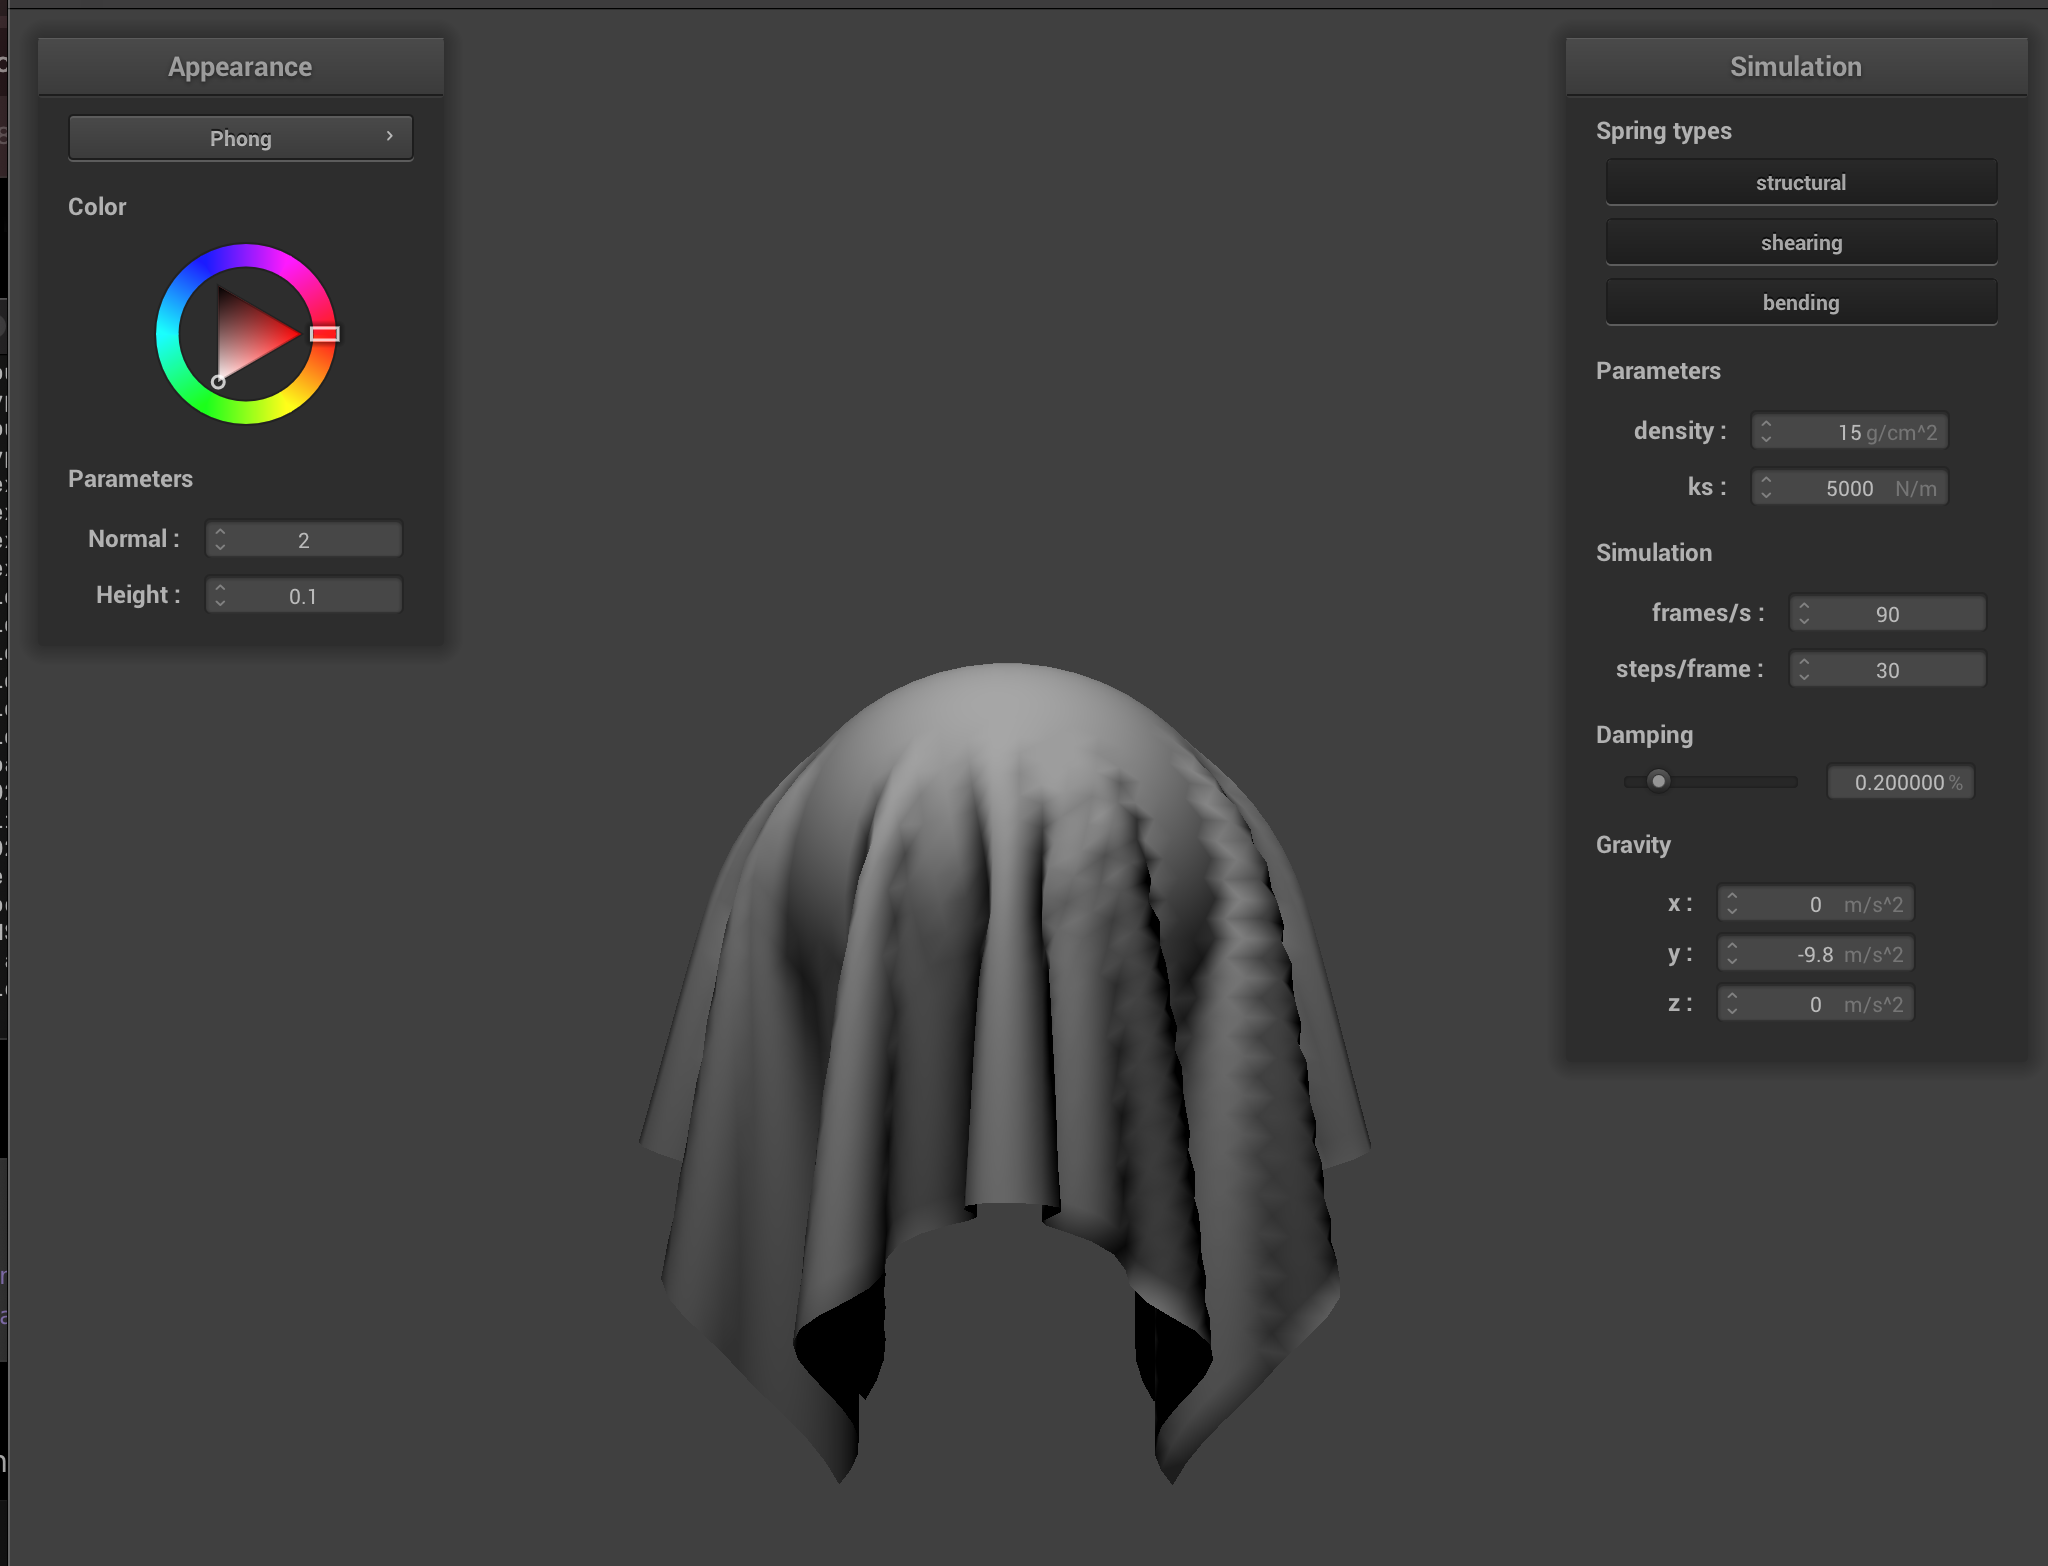 Appearance
Phong
Color
Parameters
Normal : 2
Height : 0.1
Simulation
Spring types
structural
shearing
bending
Parameters
density : 15 g/cm^2
ks : 5000 N/m
Simulation
frames/s : 90
steps/frame : 30
Damping
0.200000 %
Gravity
x : 0 m/s^2
y : -9.8 m/s^2
z : 0 m/s^2